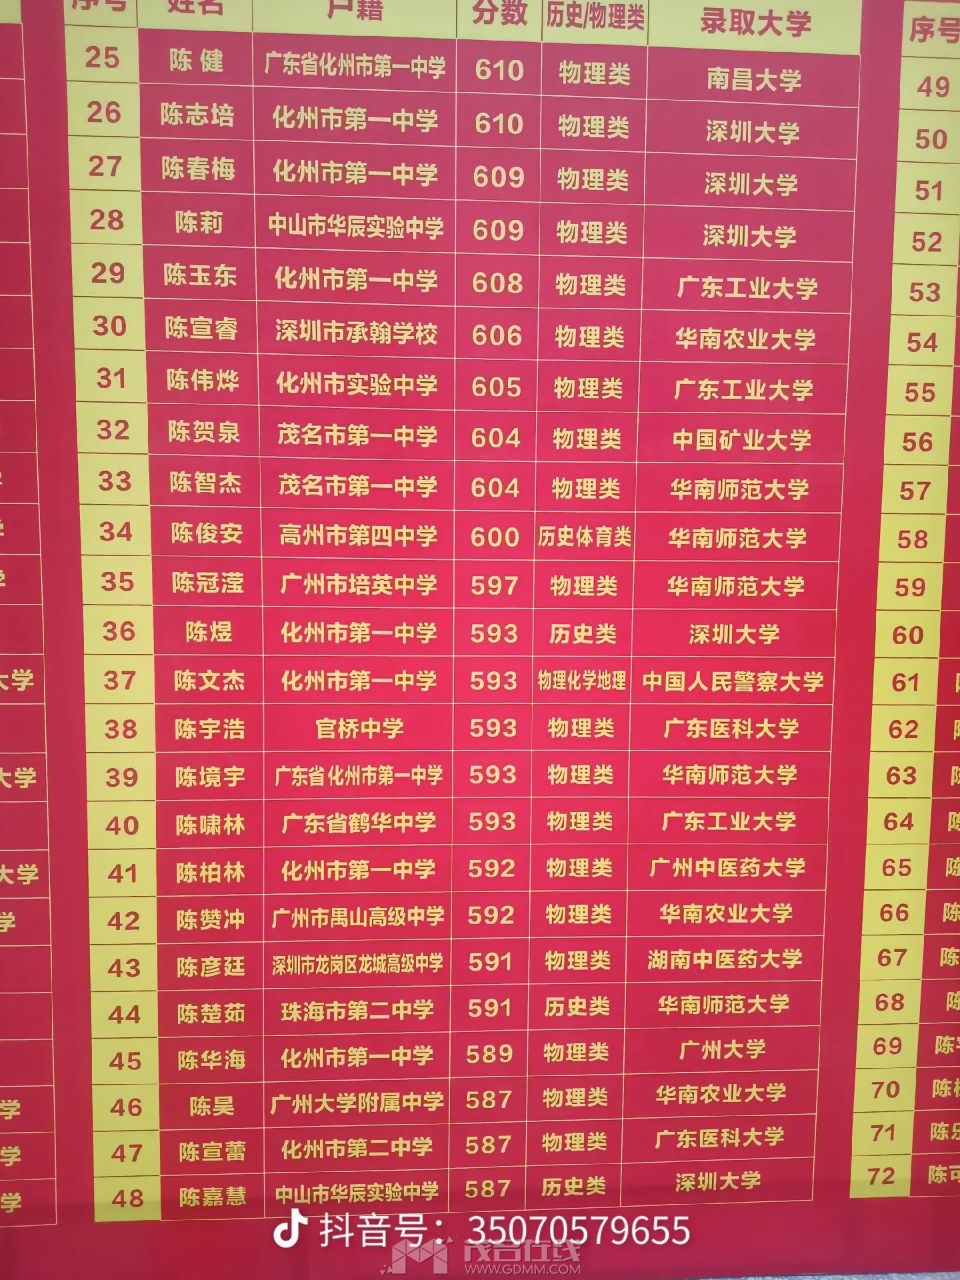 序号 姓名 户籍 分数 历史/物理类 录取大学 序号
25 陈健 广东省化州市第一中学 610 物理类 南昌大学 49
26 陈志培 化州市第一中学 610 物理类 深圳大学 50
27 陈春梅 化州市第一中学 609 物理类 深圳大学 51
28 陈莉 中山市华辰实验中学 609 物理类 深圳大学 52
29 陈玉东 化州市第一中学 608 物理类 广东工业大学 53
30 陈宣睿 深圳市承翰学校 606 物理类 华南农业大学 54
31 陈伟烨 化州市实验中学 605 物理类 广东工业大学 55
32 陈贺泉 茂名市第一中学 604 物理类 中国矿业大学 56
33 陈智杰 茂名市第一中学 604 物理类 华南师范大学 57
34 陈俊安 高州市第四中学 600 历史体育类 华南师范大学 58
35 陈冠滢 广州市培英中学 597 物理类 华南师范大学 59
36 陈煜 化州市第一中学 593 历史类 深圳大学 60
大学 37 陈文杰 化州市第一中学 593 物理化学地理 中国人民警察大学 61
38 陈宇浩 官桥中学 593 物理类 广东医科大学 62
大学 39 陈境宇 广东省化州市第一中学 593 物理类 华南师范大学 63
40 陈啸林 广东省鹤华中学 593 物理类 广东工业大学 64
大学 41 陈柏林 化州市第一中学 592 物理类 广州中医药大学 65
学 42 陈赞冲 广州市禺山高级中学 592 物理类 华南农业大学 66
43 陈彦廷 深圳市龙岗区龙城高级中学 591 物理类 湖南中医药大学 67
44 陈楚茹 珠海市第二中学 591 历史类 华南师范大学 68
45 陈华海 化州市第一中学 589 物理类 广州大学 69 陈
学 46 陈昊 广州大学附属中学 587 物理类 华南农业大学 70 陈
学 47 陈宣蕾 化州市第二中学 587 物理类 广东医科大学 71 陈乐
学 48 陈嘉慧 中山市华辰实验中学 587 历史类 深圳大学 72 陈可
抖音号：35070579655
茂名在线
WWW.GDMM.COM